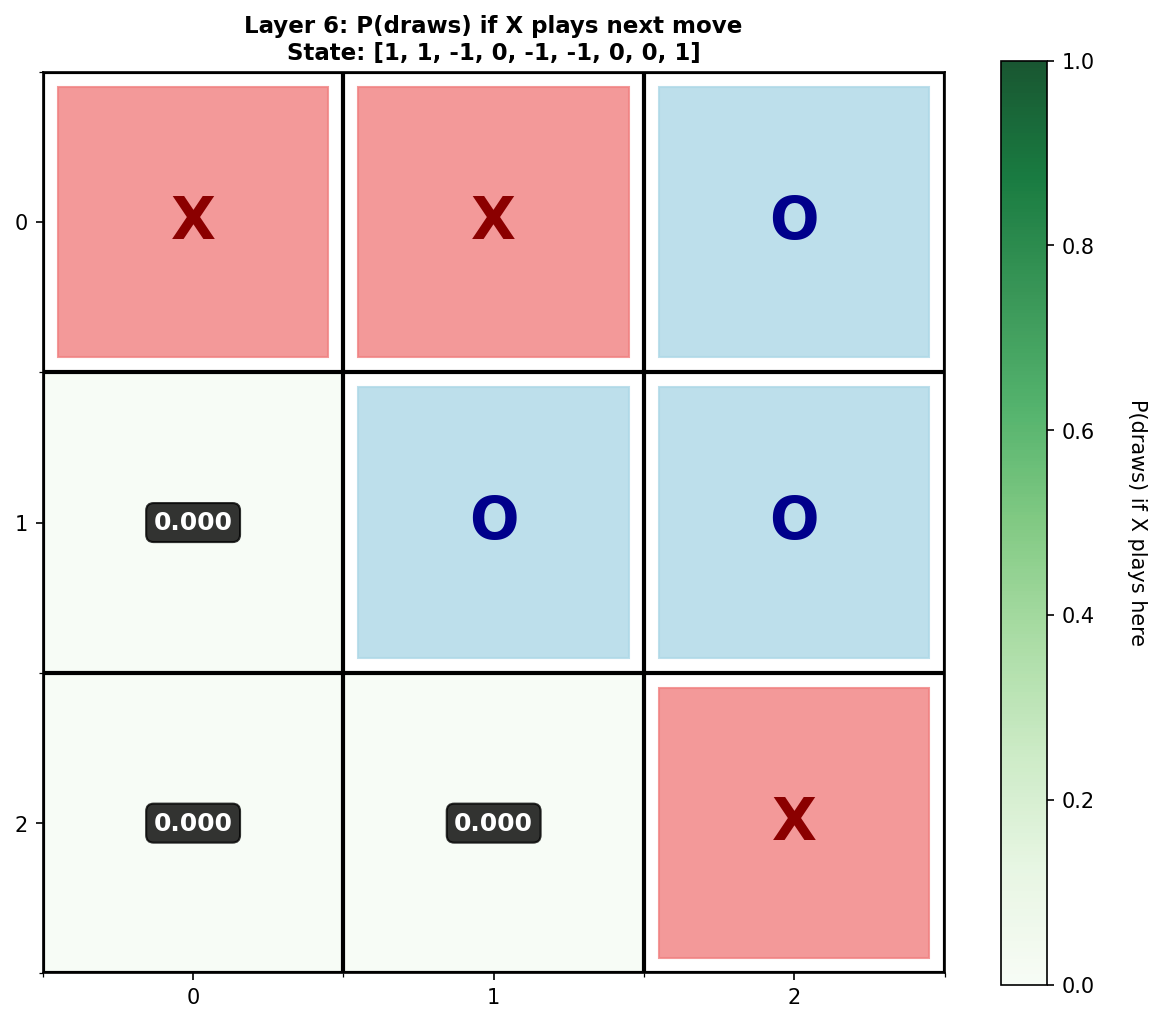 Layer 6: P(draws) if X plays next move
State: [1, 1, -1, 0, -1, -1, 0, 0, 1]
0 X X O
1 0.000 O O
2 0.000 0.000 X
0 1 2
1.0
0.8
0.6
0.4
0.2
0.0
P(draws) if X plays here